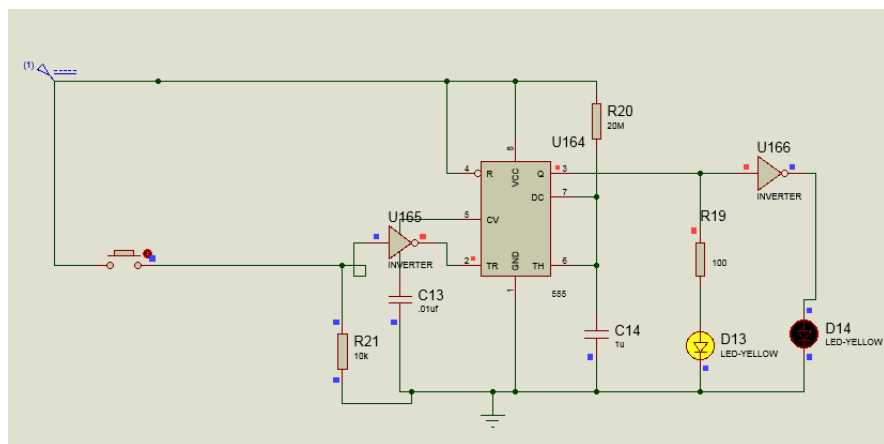 (1)
R20
20M
U164
U166
8
4
R
VCC
Q
3
7
DC
INVERTER
5
CV
U165
R19
INVERTER
2
TR
GND
TH
6
100
1
555
C13
.01uf
C14
1u
R21
10k
D13
LED-YELLOW
D14
LED-YELLOW